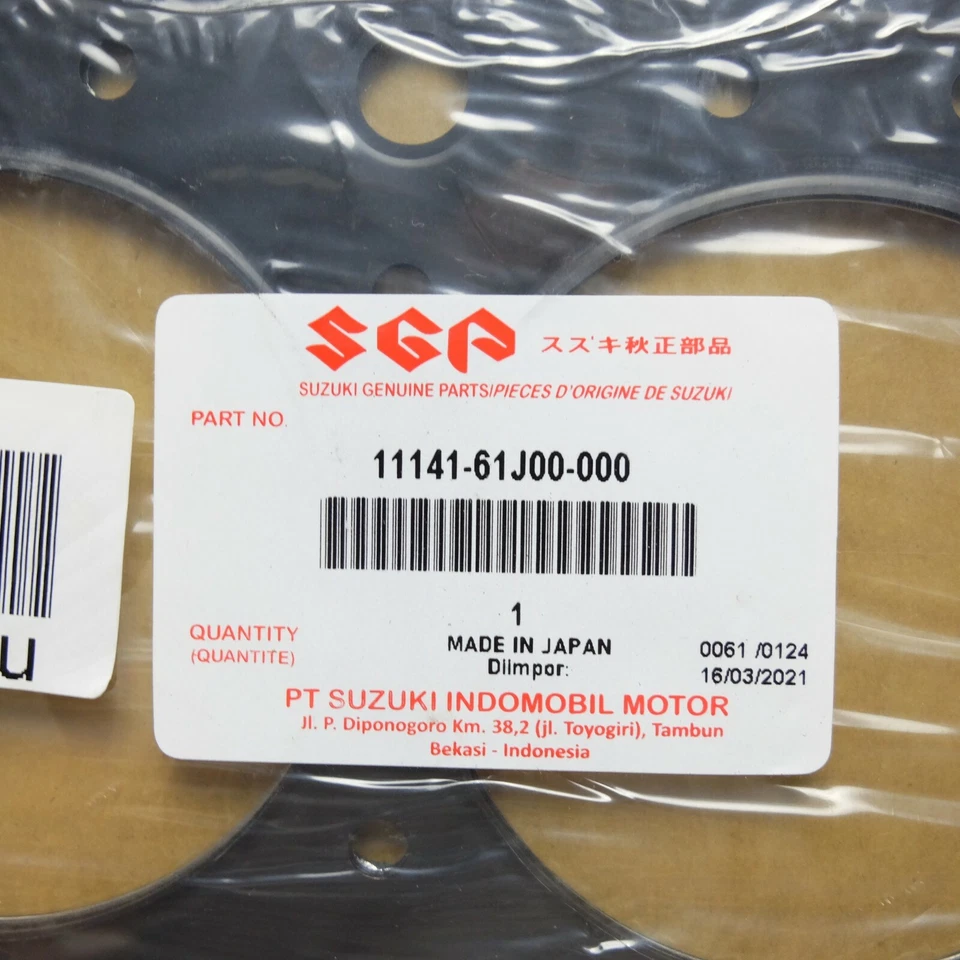 SGP スズキ秋正部品
SUZUKI GENUINE PARTS/PIECES D'ORIGINE DE SUZUKI
PART NO.
11141-61J00-000
1
QUANTITY
(QUANTITE)
MADE IN JAPAN
DiImpor:
0061 /0124
16/03/2021
PT SUZUKI INDOMOBIL MOTOR
Jl. P. Diponogoro Km. 38,2 (jl. Toyogiri), Tambun
Bekasi - Indonesia